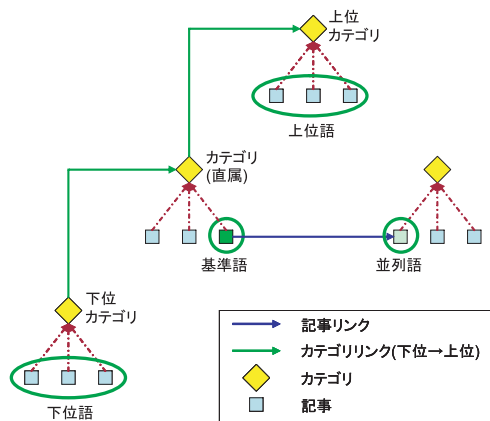 上位
カテゴリ
上位語
カテゴリ
(直属)
基準語
並列語
下位
カテゴリ
下位語
記事リンク
カテゴリリンク(下位→上位)
カテゴリ
記事